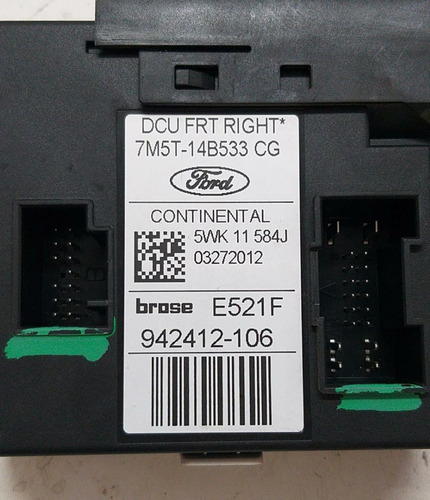 DCU FRT RIGHT*
7M5T-14B533 CG
Ford
CONTINENTAL
5WK 11 584J
03272012
brose E521F
942412-106